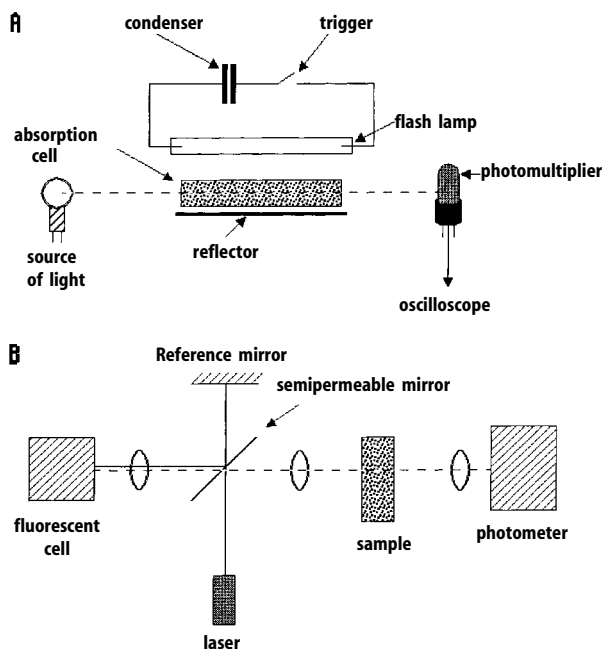 A
condenser
trigger
flash lamp
absorption
cell
photomultiplier
source
of light
reflector
oscilloscope
B
Reference mirror
semipermeable mirror
fluorescent
cell
sample
photometer
laser